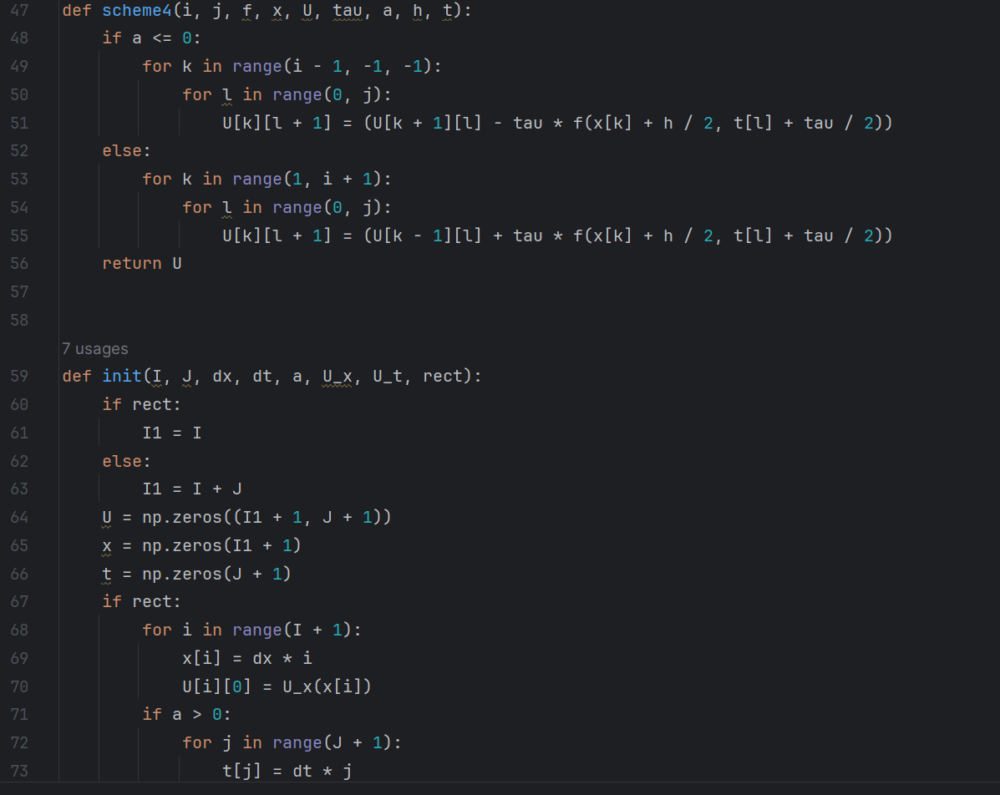 47 def scheme4(i, j, f, x, U, tau, a, h, t):
48     if a <= 0:
49         for k in range(i - 1, -1, -1):
50             for l in range(0, j):
51                 U[k][l + 1] = (U[k + 1][l] - tau * f(x[k] + h / 2, t[l] + tau / 2))
52     else:
53         for k in range(1, i + 1):
54             for l in range(0, j):
55                 U[k][l + 1] = (U[k - 1][l] + tau * f(x[k] + h / 2, t[l] + tau / 2))
56     return U
57
58
7 usages
59 def init(I, J, dx, dt, a, U_x, U_t, rect):
60     if rect:
61         I1 = I
62     else:
63         I1 = I + J
64     U = np.zeros((I1 + 1, J + 1))
65     x = np.zeros(I1 + 1)
66     t = np.zeros(J + 1)
67     if rect:
68         for i in range(I + 1):
69             x[i] = dx * i
70             U[i][0] = U_x(x[i])
71         if a > 0:
72             for j in range(J + 1):
73                 t[j] = dt * j